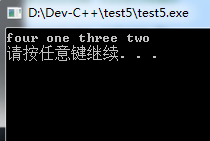 D:\Dev-C++\test5\test5.exe
four one three two
请按任意键继续. . .